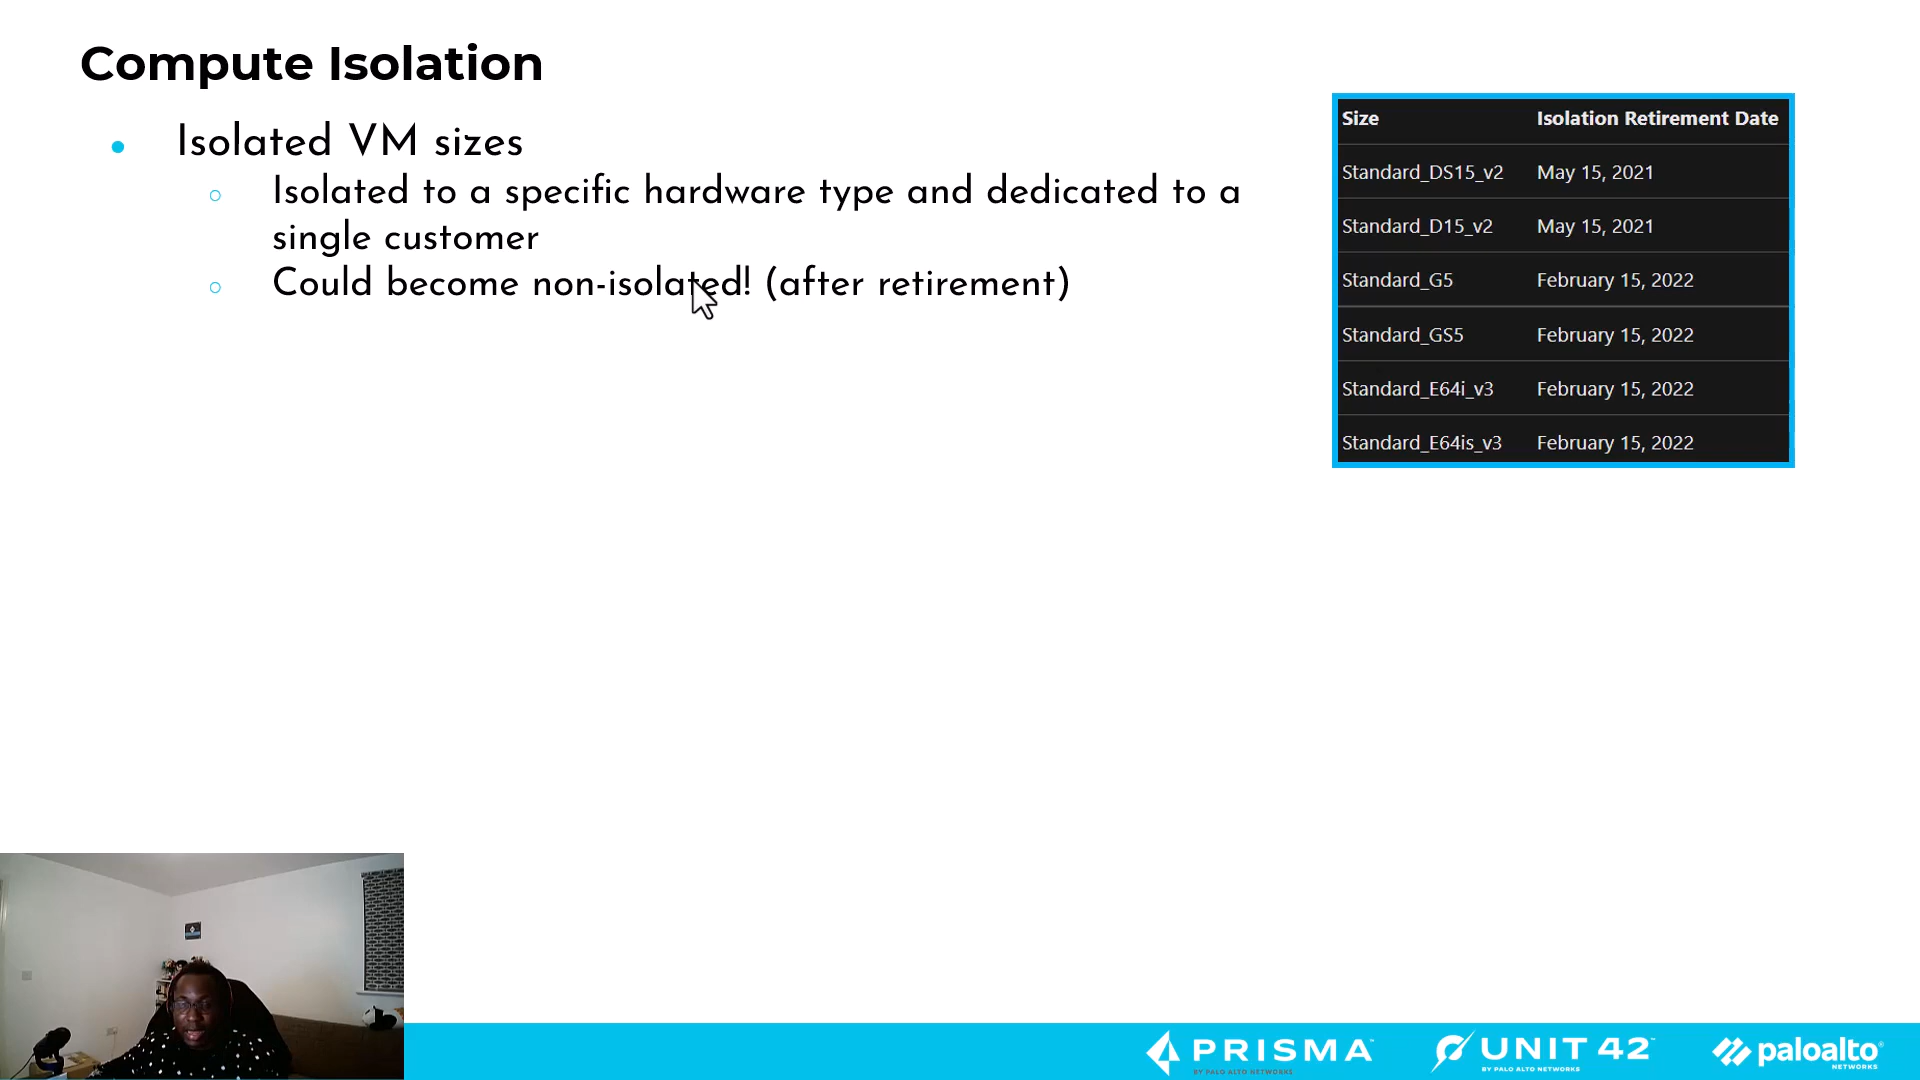 Compute Isolation
Isolated VM sizes
Isolated to a specific hardware type and dedicated to a
single customer
Could become non-isolated! (after retirement)
Size Isolation Retirement Date
Standard_DS15_v2 May 15, 2021
Standard_D15_v2 May 15, 2021
Standard_G5 February 15, 2022
Standard_GS5 February 15, 2022
Standard_E64i_v3 February 15, 2022
Standard_E64is_v3 February 15, 2022
PRISMA™
BY PALO ALTO NETWORKS
UNIT 42™
BY PALO ALTO NETWORKS
paloalto®
NETWORKS